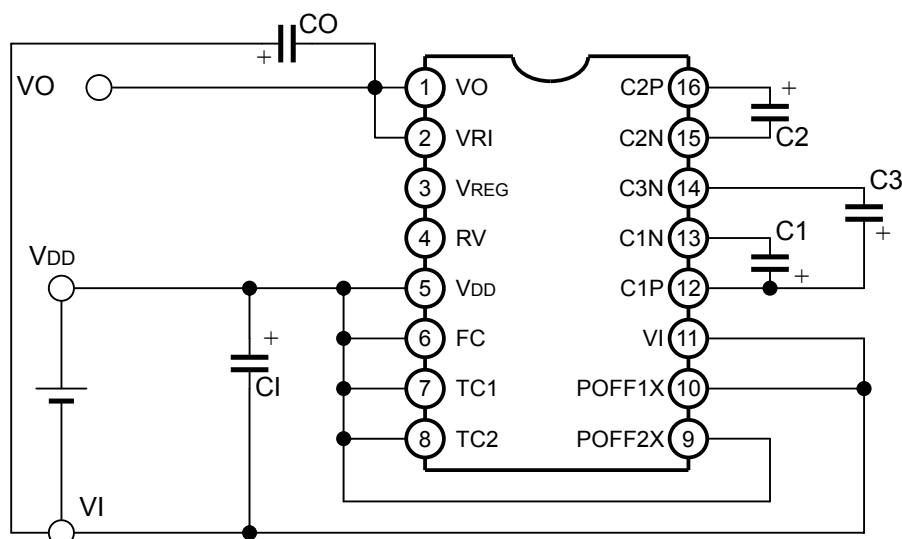 CO
+
VO
1 VO
2 VRI
3 VREG
4 RV
VDD
5 VDD
6 FC
+
CI
7 TC1
8 TC2
VI
C2P 16
+
C2N 15
C2
C3N 14
C3
+
C1N 13
C1
+
C1P 12
VI 11
POFF1X 10
POFF2X 9